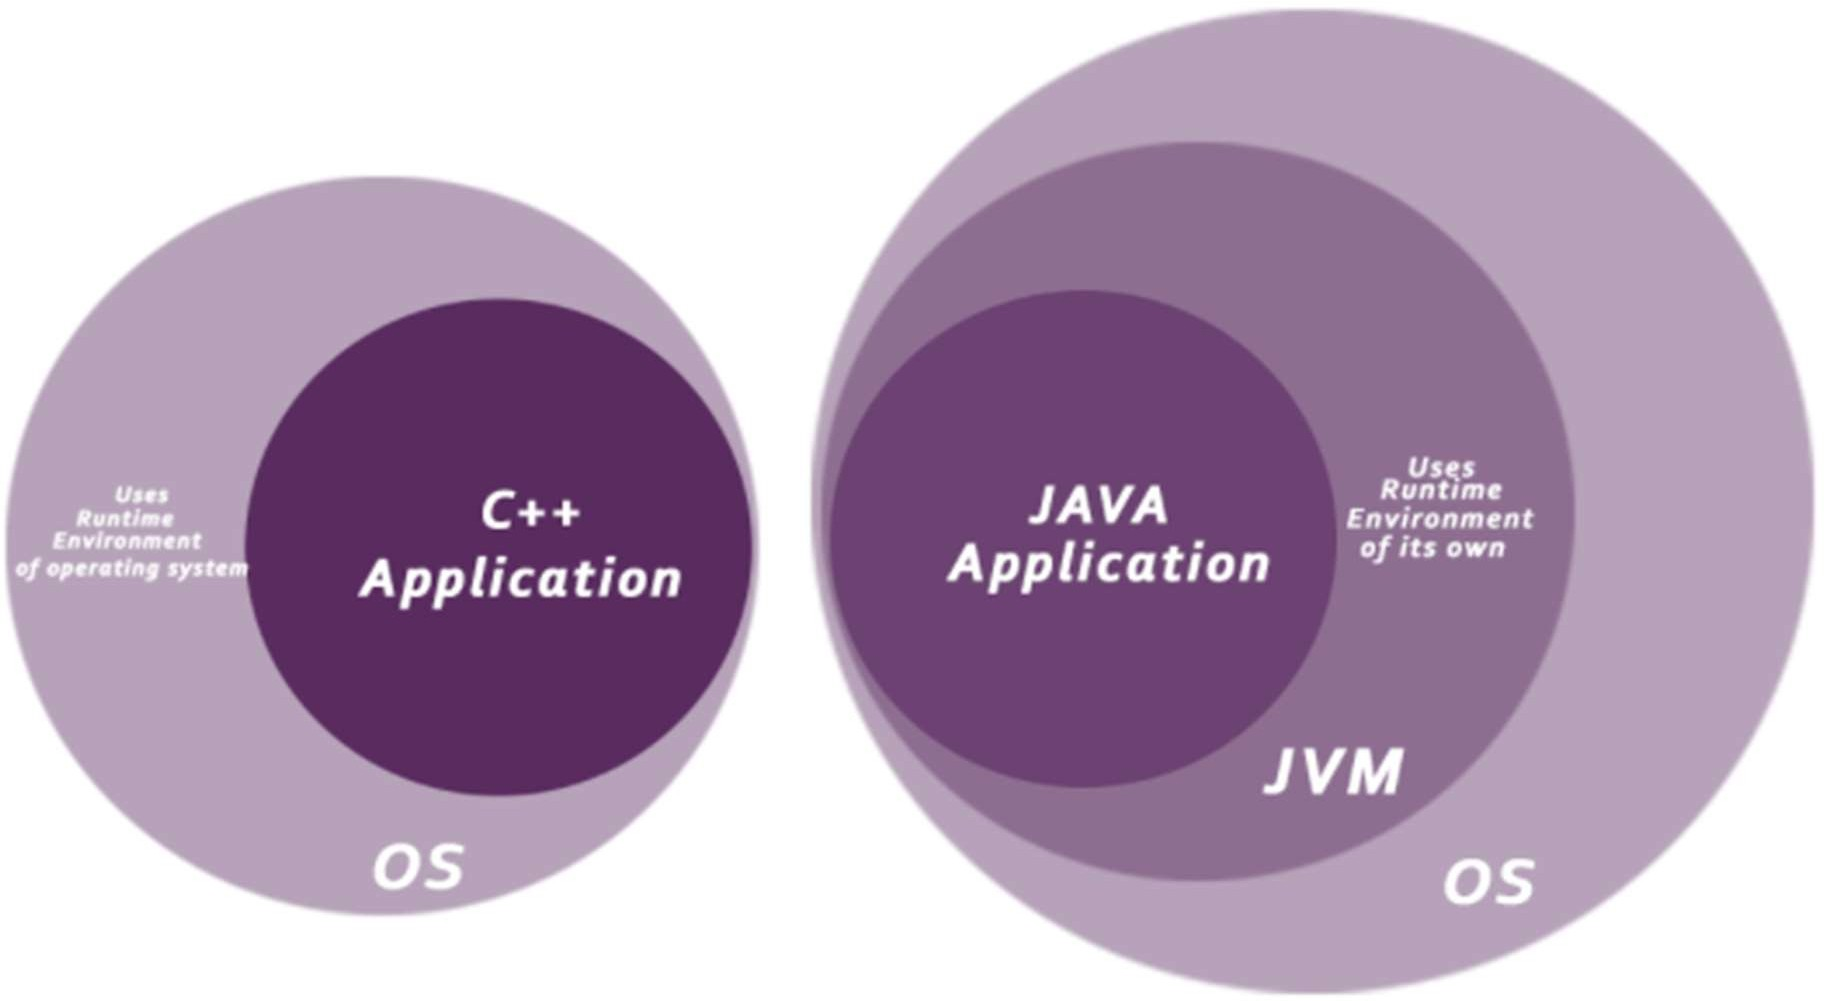 Uses
Runtime
Environment
of operating system
C++
Application
OS
JAVA
Application
Uses
Runtime
Environment
of its own
JVM
OS